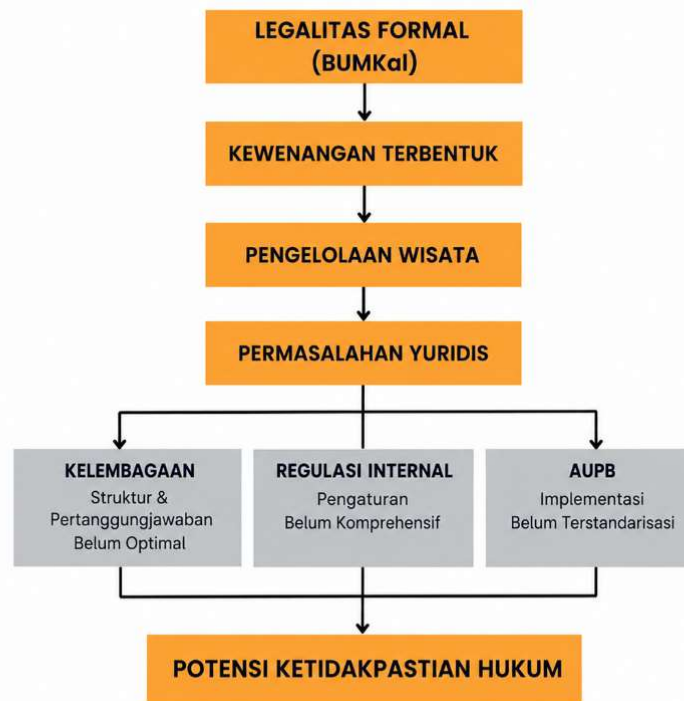 LEGALITAS FORMAL
(BUMKal)
KEWENANGAN TERBENTUK
PENGELOLAAN WISATA
PERMASALAHAN YURIDIS
KELEMBAGAAN
Struktur &
Pertanggungjawaban
Belum Optimal
REGULASI INTERNAL
Pengaturan
Belum Komprehensif
AUPB
Implementasi
Belum Terstandarisasi
POTENSI KETIDAKPASTIAN HUKUM